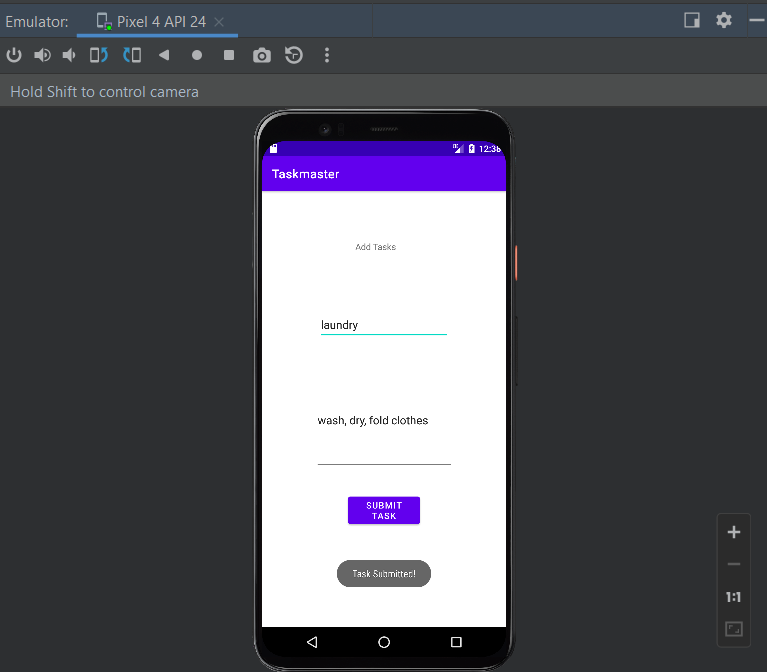 Emulator:
Pixel 4 API 24
Hold Shift to control camera
12:38
Taskmaster
Add Tasks
laundry
wash, dry, fold clothes
SUBMIT
TASK
Task Submitted!
1:1